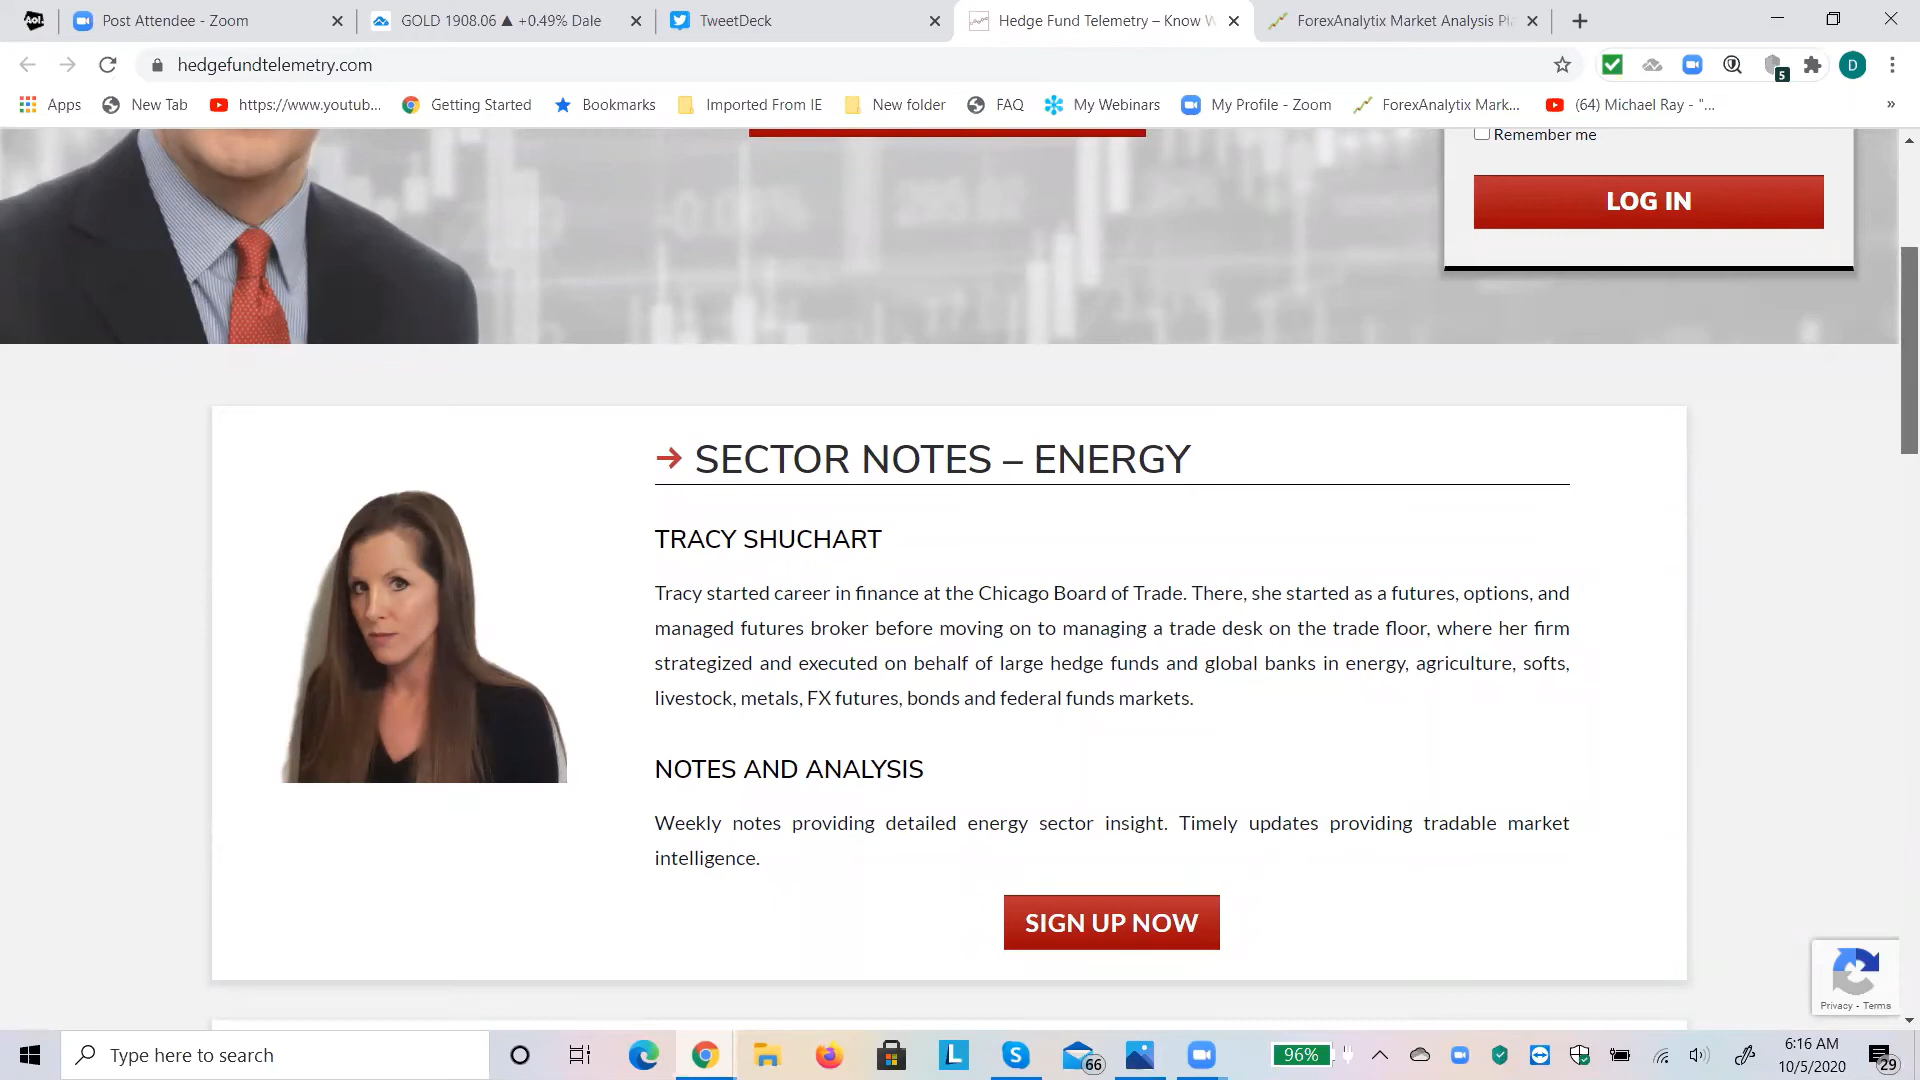 Aol.
Post Attendee - Zoom
GOLD 1908.06 ▲ +0.49% Dale
TweetDeck
Hedge Fund Telemetry – Know W
ForexAnalytix Market Analysis Pl
hedgefundtelemetry.com
5
D
Apps
New Tab
https://www.youtub...
Getting Started
Bookmarks
Imported From IE
New folder
FAQ
My Webinars
My Profile - Zoom
ForexAnalytix Mark...
(64) Michael Ray - "...
»
Remember me
LOG IN
SECTOR NOTES – ENERGY
TRACY SHUCHART
Tracy started career in finance at the Chicago Board of Trade. There, she started as a futures, options, and
managed futures broker before moving on to managing a trade desk on the trade floor, where her firm
strategized and executed on behalf of large hedge funds and global banks in energy, agriculture, softs,
livestock, metals, FX futures, bonds and federal funds markets.
NOTES AND ANALYSIS
Weekly notes providing detailed energy sector insight. Timely updates providing tradable market
intelligence.
SIGN UP NOW
Privacy - Terms
Type here to search
L
S
66
96%
6:16 AM
10/5/2020
29